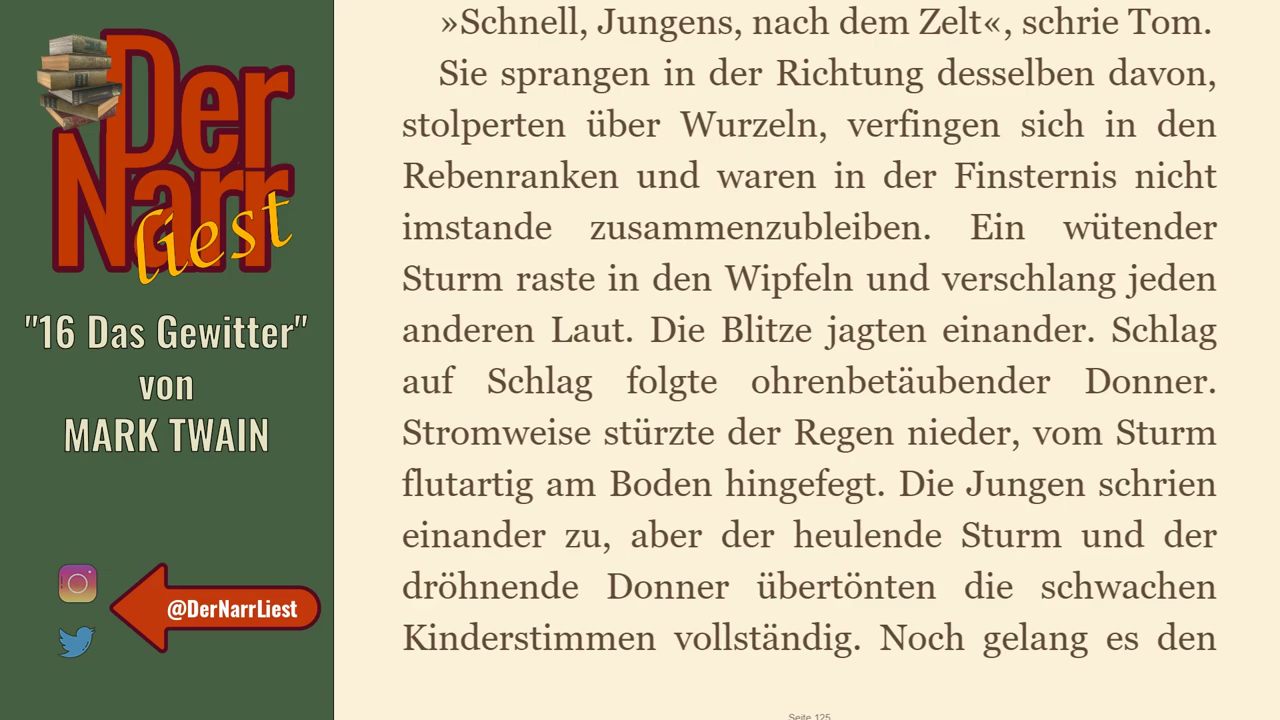 Der
Narr
liest
"16 Das Gewitter"
von
MARK TWAIN
@DerNarrLiest
»Schnell, Jungens, nach dem Zelt«, schrie Tom.
Sie sprangen in der Richtung desselben davon,
stolperten über Wurzeln, verfingen sich in den
Rebenranken und waren in der Finsternis nicht
imstande zusammenzubleiben. Ein wütender
Sturm raste in den Wipfeln und verschlang jeden
anderen Laut. Die Blitze jagten einander. Schlag
auf Schlag folgte ohrenbetäubender Donner.
Stromweise stürzte der Regen nieder, vom Sturm
flutartig am Boden hingefegt. Die Jungen schrien
einander zu, aber der heulende Sturm und der
dröhnende Donner übertönten die schwachen
Kinderstimmen vollständig. Noch gelang es den
Seite 125